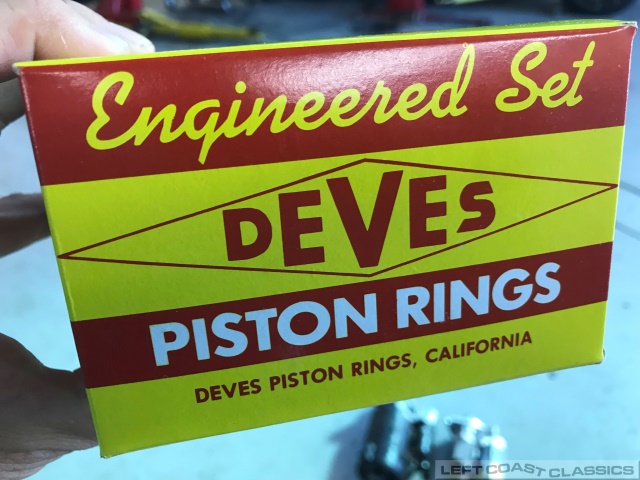 Engineered Set
DEVES
PISTON RINGS
DEVES PISTON RINGS, CALIFORNIA
LEFT COAST CLASSICS